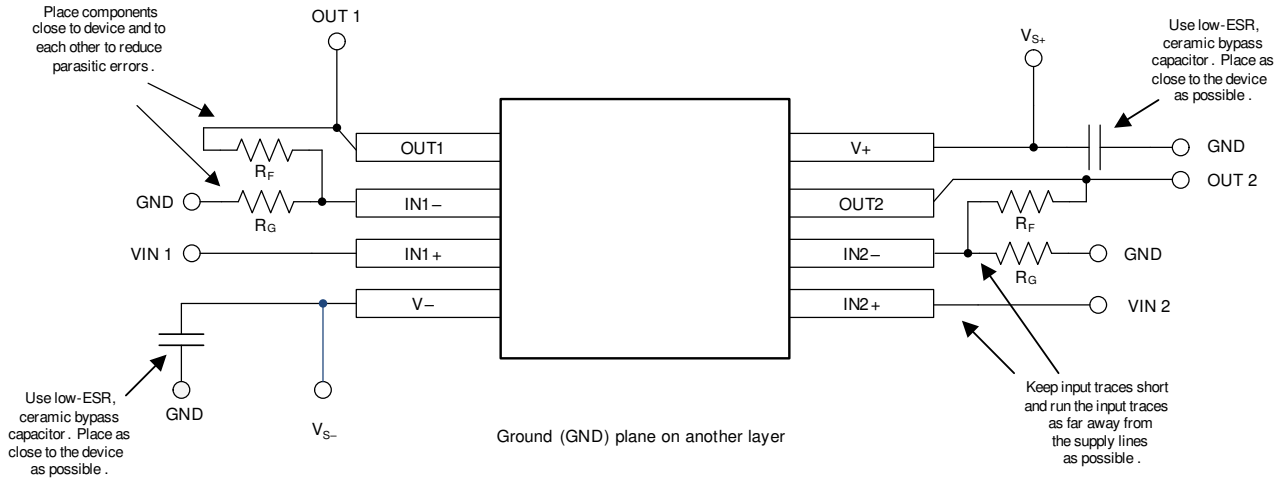 Place components
close to device and to
each other to reduce
parasitic errors .
OUT 1
VS+
Use low-ESR,
ceramic bypass
capacitor . Place as
close to the device
as possible .
OUT1
V+
GND
RF
OUT 2
GND
IN1−
OUT2
RG
RF
VIN 1
IN1+
IN2−
GND
RG
V−
IN2+
VIN 2
Use low-ESR,
ceramic bypass
capacitor . Place as
close to the device
as possible .
GND
VS−
Ground (GND) plane on another layer
Keep input traces short
and run the input traces
as far away from
the supply lines
as possible .